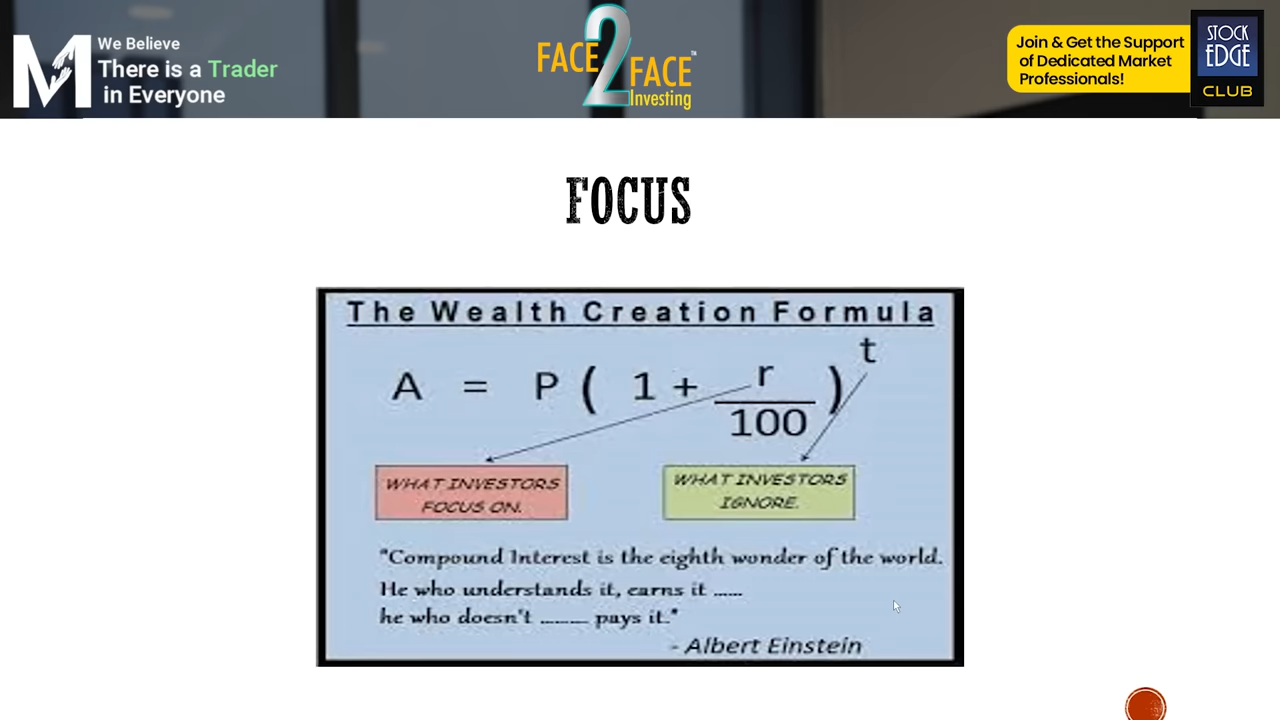 We Believe
There is a Trader
in Everyone
FACE 2 FACE
Investing
TM
Join & Get the Support
of Dedicated Market
Professionals!
STOCK
EDGE
CLUB
FOCUS
The Wealth Creation Formula
A = P ( 1 + r/100 )^t
WHAT INVESTORS
FOCUS ON.
WHAT INVESTORS
IGNORE.
"Compound Interest is the eighth wonder of the world.
He who understands it, earns it ......
he who doesn't ......... pays it."
- Albert Einstein